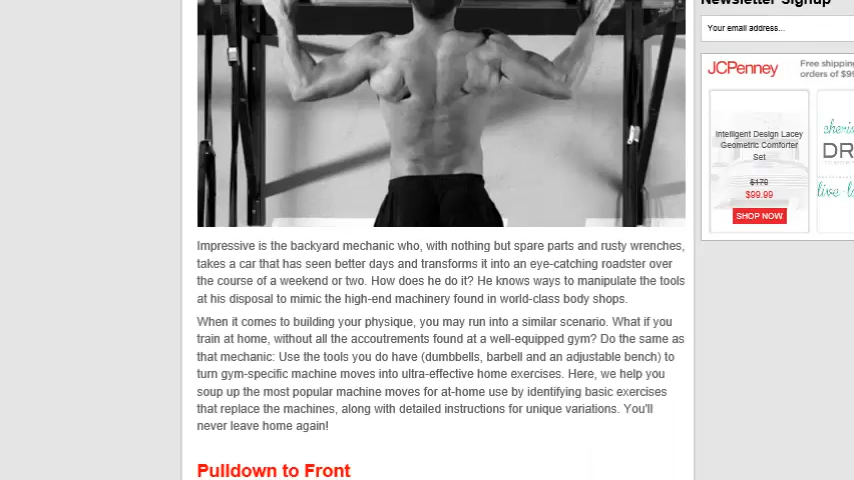 Newsletter Signup
Your email address...
JCPenney
Free shipping
orders of $99
Intelligent Design Lacey
Geometric Comforter
Set
$170
$99.99
SHOP NOW
cheris
DR
live-l
Impressive is the backyard mechanic who, with nothing but spare parts and rusty wrenches,
takes a car that has seen better days and transforms it into an eye-catching roadster over
the course of a weekend or two. How does he do it? He knows ways to manipulate the tools
at his disposal to mimic the high-end machinery found in world-class body shops.
When it comes to building your physique, you may run into a similar scenario. What if you
train at home, without all the accoutrements found at a well-equipped gym? Do the same as
that mechanic: Use the tools you do have (dumbbells, barbell and an adjustable bench) to
turn gym-specific machine moves into ultra-effective home exercises. Here, we help you
soup up the most popular machine moves for at-home use by identifying basic exercises
that replace the machines, along with detailed instructions for unique variations. You'll
never leave home again!
Pulldown to Front